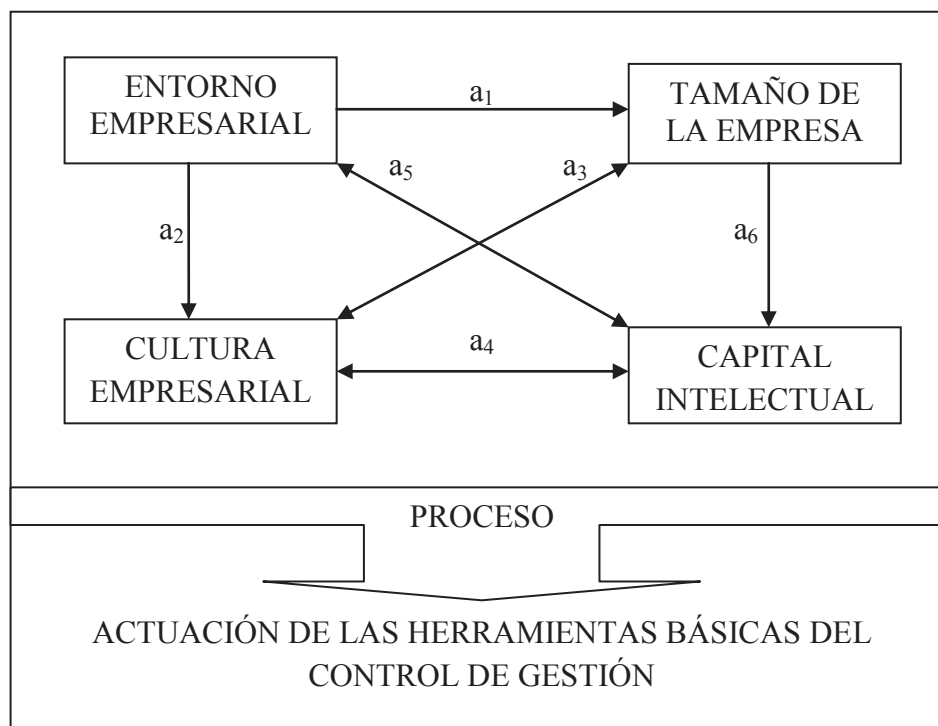 ENTORNO
EMPRESARIAL
a1
TAMAÑO DE
LA EMPRESA
a5
a3
a2
a6
CULTURA
EMPRESARIAL
a4
CAPITAL
INTELECTUAL
PROCESO
ACTUACIÓN DE LAS HERRAMIENTAS BÁSICAS DEL
CONTROL DE GESTIÓN